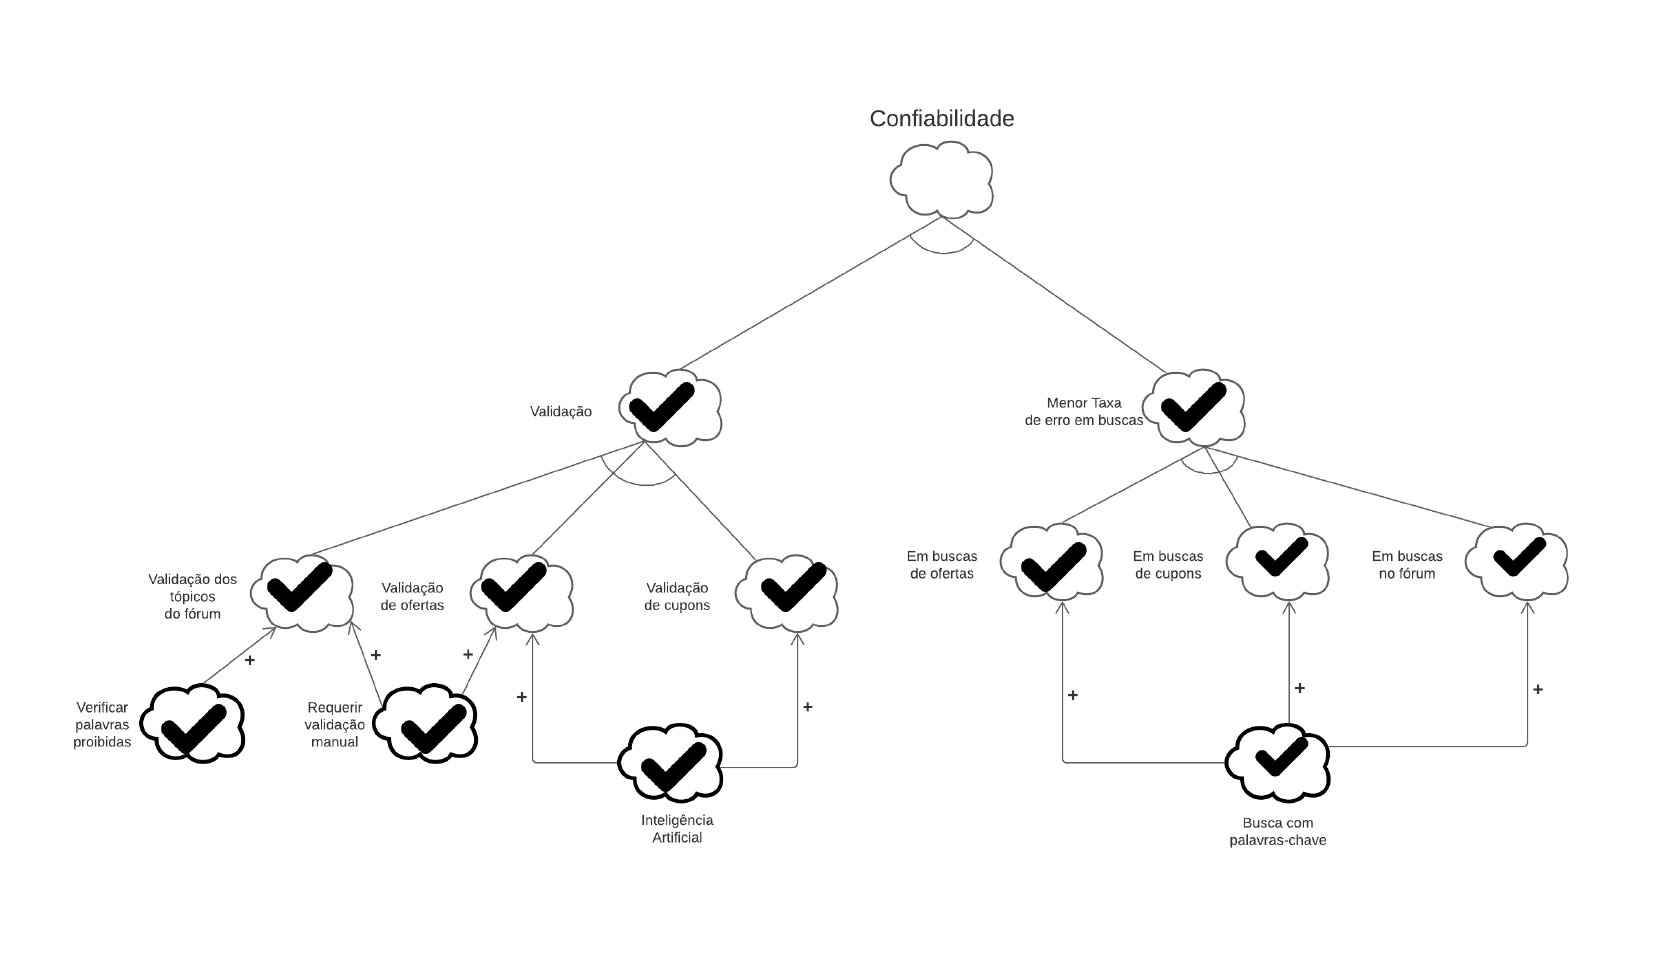 Confiabilidade
Validação
Menor Taxa
de erro em buscas
Validação dos
tópicos
do fórum
Validação
de ofertas
Validação
de cupons
Em buscas
de ofertas
Em buscas
de cupons
Em buscas
no fórum
+
+
+
+
+
+
+
+
Verificar
palavras
proibidas
Requerir
validação
manual
Inteligência
Artificial
Busca com
palavras-chave